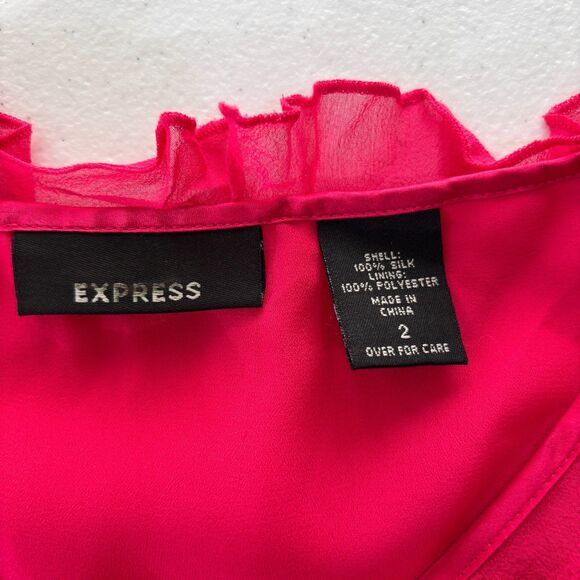 EXPRESS
SHELL:
100% SILK
LINING:
100% POLYESTER
MADE IN
CHINA
2
OVER FOR CARE